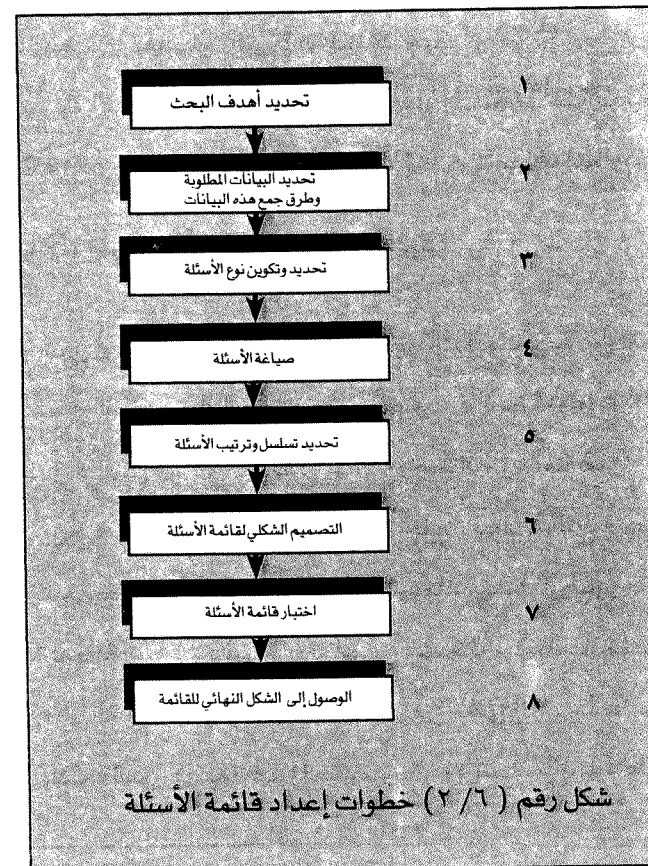 ١
تحديد أهدف البحث
٢
تحديد البيانات المطلوبة
وطرق جمع هذه البيانات
٣
تحديد وتكوين نوع الأسئلة
٤
صياغة الأسئلة
٥
تحديد تسلسل وترتيب الأسئلة
٦
التصميم الشكلي لقائمة الأسئلة
٧
اختبار قائمة الأسئلة
٨
الوصول إلى الشكل النهائي للقائمة
شكل رقم ( ٦ / ٢ ) خطوات إعداد قائمة الأسئلة